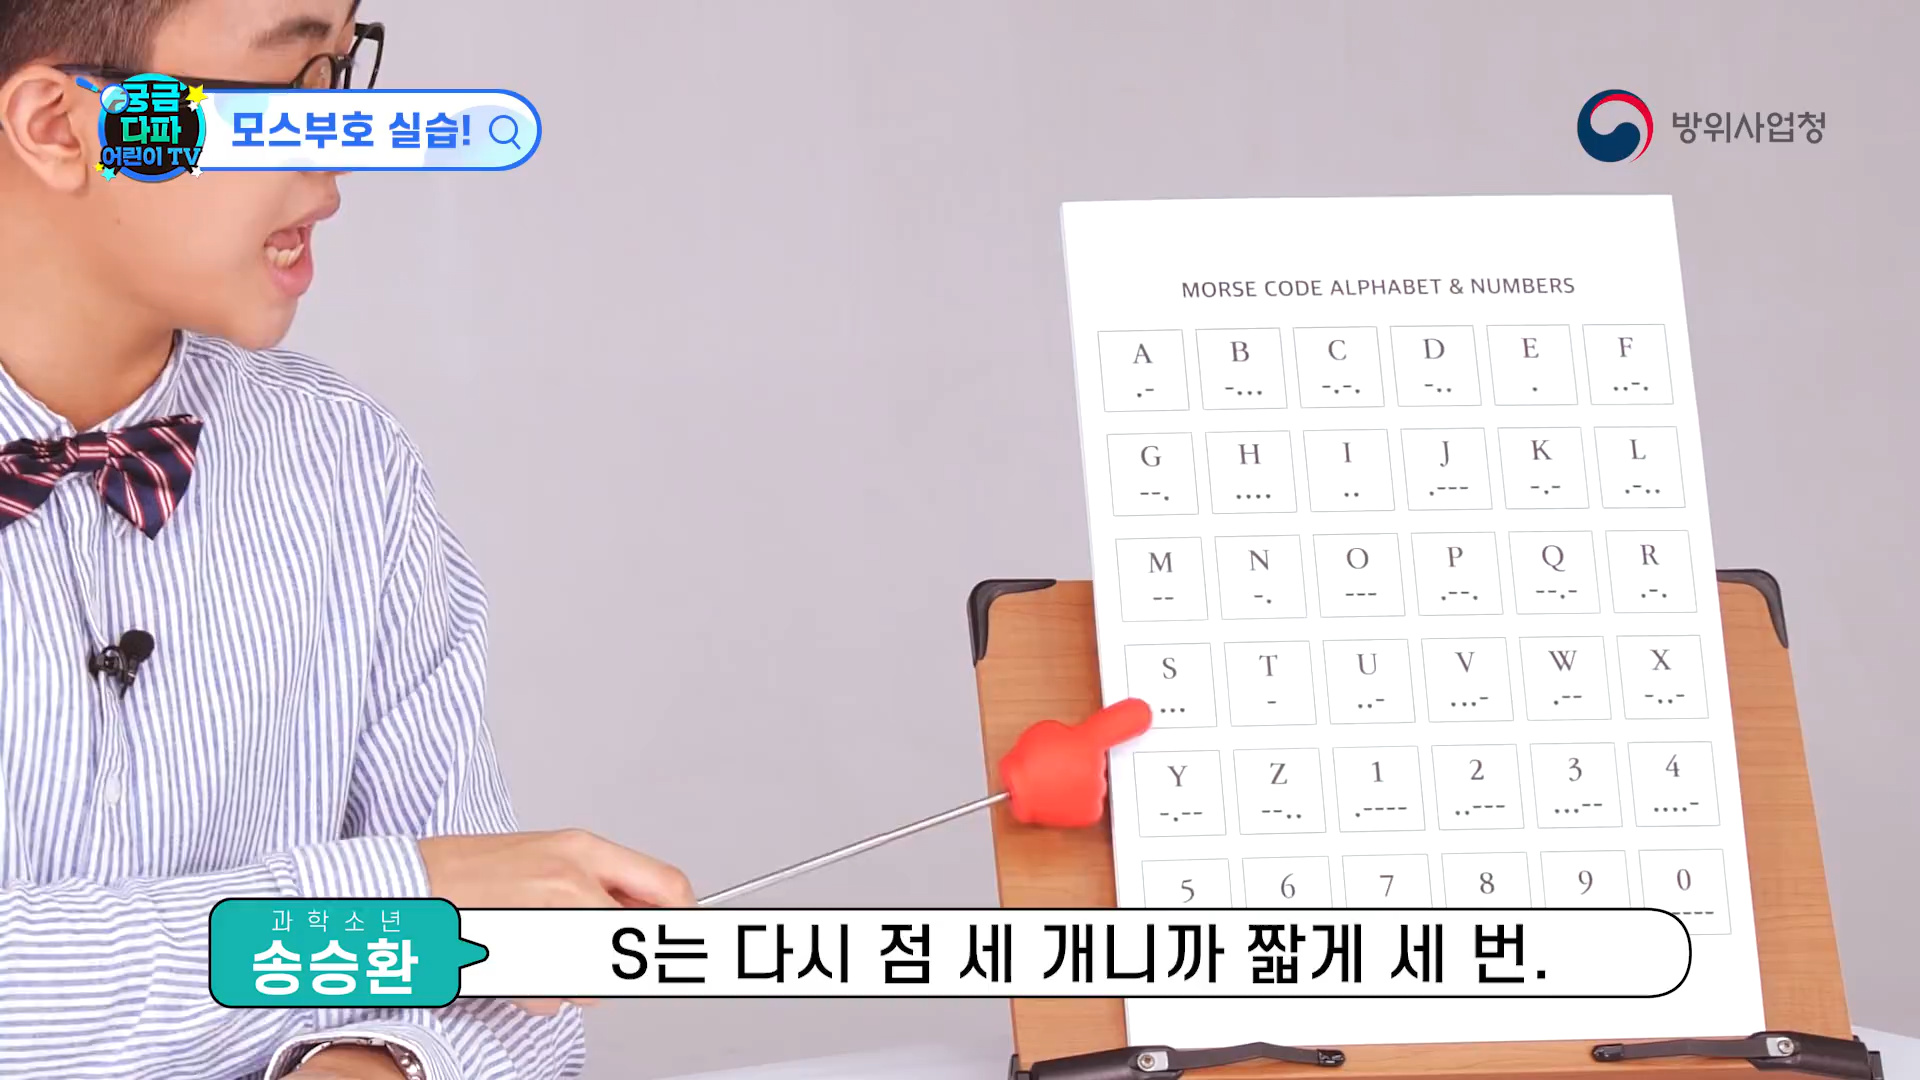 궁금
다파
어린이 TV
모스부호 실습!
방위사업청
MORSE CODE ALPHABET & NUMBERS
A B C D E F
.- -... -.-. -.. . ..-.
G H I J K L
--. .... .. .--- -.- .-..
M N O P Q R
-- -. --- .--. --.- .-.
S T U V W X
... - ..- ...- .-- -..-
Y Z 1 2 3 4
-.-- --.. .---- ..--- ...-- ....-
5 6 7 8 9 0
과학소년
송승환
S는 다시 점 세 개니까 짧게 세 번.